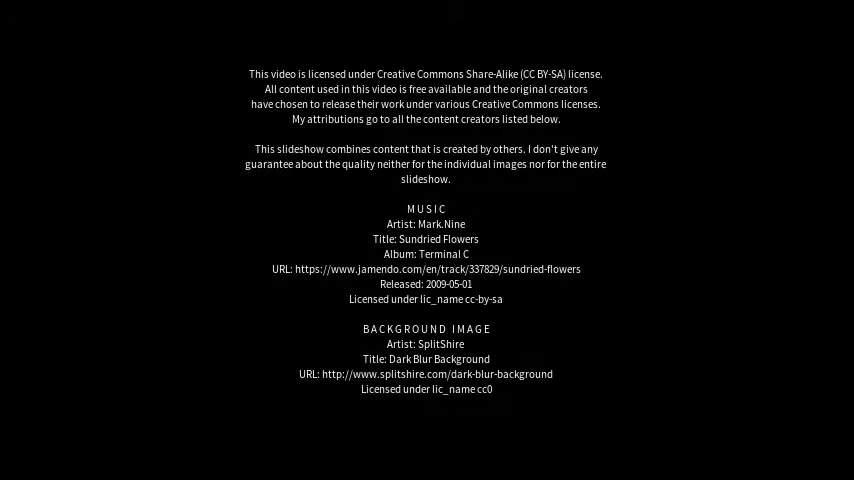 This video is licensed under Creative Commons Share-Alike (CC BY-SA) license.
All content used in this video is free available and the original creators
have chosen to release their work under various Creative Commons licenses.
My attributions go to all the content creators listed below.
This slideshow combines content that is created by others. I don't give any
guarantee about the quality neither for the individual images nor for the entire
slideshow.
MUSIC
Artist: Mark.Nine
Title: Sundried Flowers
Album: Terminal C
URL: https://www.jamendo.com/en/track/337829/sundried-flowers
Released: 2009-05-01
Licensed under lic_name cc-by-sa
BACKGROUND IMAGE
Artist: SplitShire
Title: Dark Blur Background
URL: http://www.splitshire.com/dark-blur-background
Licensed under lic_name cc0